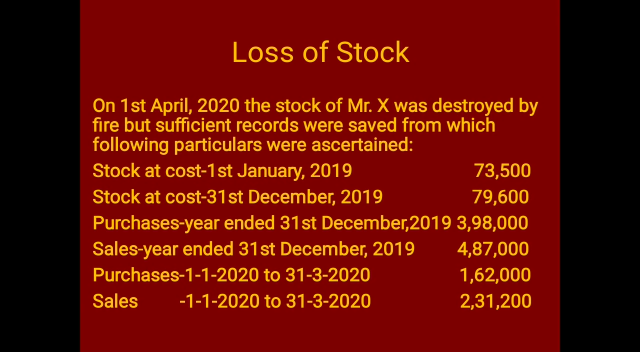 Loss of Stock
On 1st April, 2020 the stock of Mr. X was destroyed by
fire but sufficient records were saved from which
following particulars were ascertained:
Stock at cost-1st January, 2019 73,500
Stock at cost-31st December, 2019 79,600
Purchases-year ended 31st December,2019 3,98,000
Sales-year ended 31st December, 2019 4,87,000
Purchases-1-1-2020 to 31-3-2020 1,62,000
Sales -1-1-2020 to 31-3-2020 2,31,200